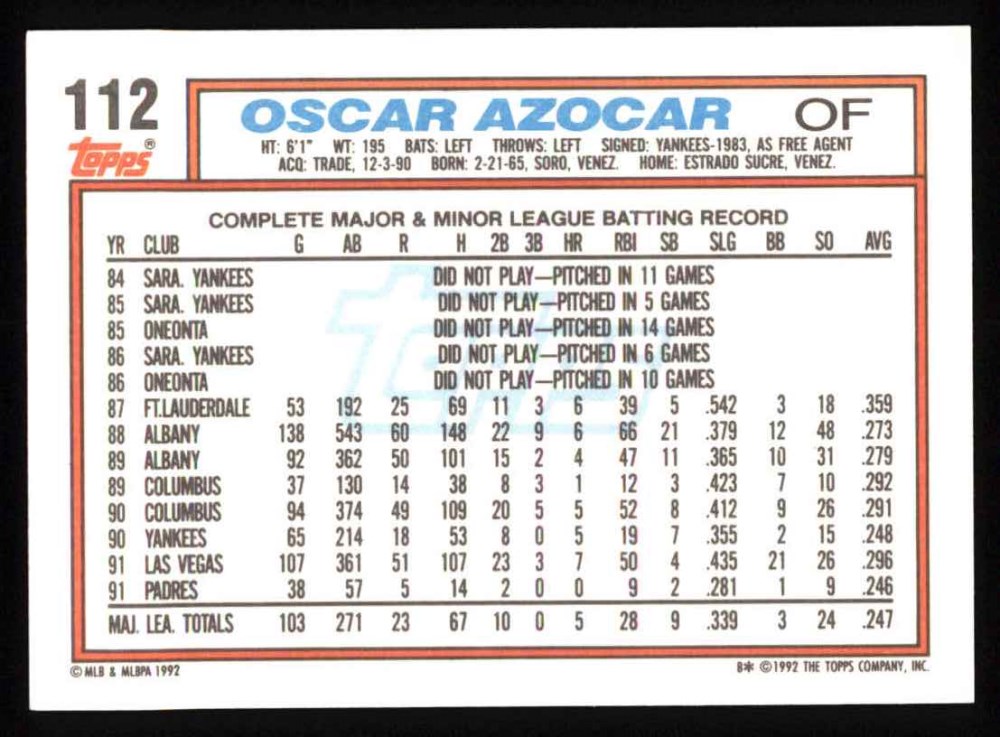 112
OSCAR AZOCAR OF
topps®
HT: 6'1" WT: 195 BATS: LEFT THROWS: LEFT SIGNED: YANKEES-1983, AS FREE AGENT
ACQ: TRADE, 12-3-90 BORN: 2-21-65, SORO, VENEZ. HOME: ESTRADO SUCRE, VENEZ.
COMPLETE MAJOR & MINOR LEAGUE BATTING RECORD
YR CLUB G AB R H 2B 3B HR RBI SB SLG BB SO AVG
84 SARA. YANKEES DID NOT PLAY—PITCHED IN 11 GAMES
85 SARA. YANKEES DID NOT PLAY—PITCHED IN 5 GAMES
85 ONEONTA DID NOT PLAY—PITCHED IN 14 GAMES
86 SARA. YANKEES DID NOT PLAY—PITCHED IN 6 GAMES
86 ONEONTA DID NOT PLAY—PITCHED IN 10 GAMES
87 FT.LAUDERDALE 53 192 25 69 11 3 6 39 5 .542 3 18 .359
88 ALBANY 138 543 60 148 22 9 6 66 21 .379 12 48 .273
89 ALBANY 92 362 50 101 15 2 4 47 11 .365 10 31 .279
89 COLUMBUS 37 130 14 38 8 3 1 12 3 .423 7 10 .292
90 COLUMBUS 94 374 49 109 20 5 5 52 8 .412 9 26 .291
90 YANKEES 65 214 18 53 8 0 5 19 7 .355 2 15 .248
91 LAS VEGAS 107 361 51 107 23 3 7 50 4 .435 21 26 .296
91 PADRES 38 57 5 14 2 0 0 9 2 .281 1 9 .246
MAJ. LEA. TOTALS 103 271 23 67 10 0 5 28 9 .339 3 24 .247
© MLB & MLBPA 1992
B* ©1992 THE TOPPS COMPANY, INC.